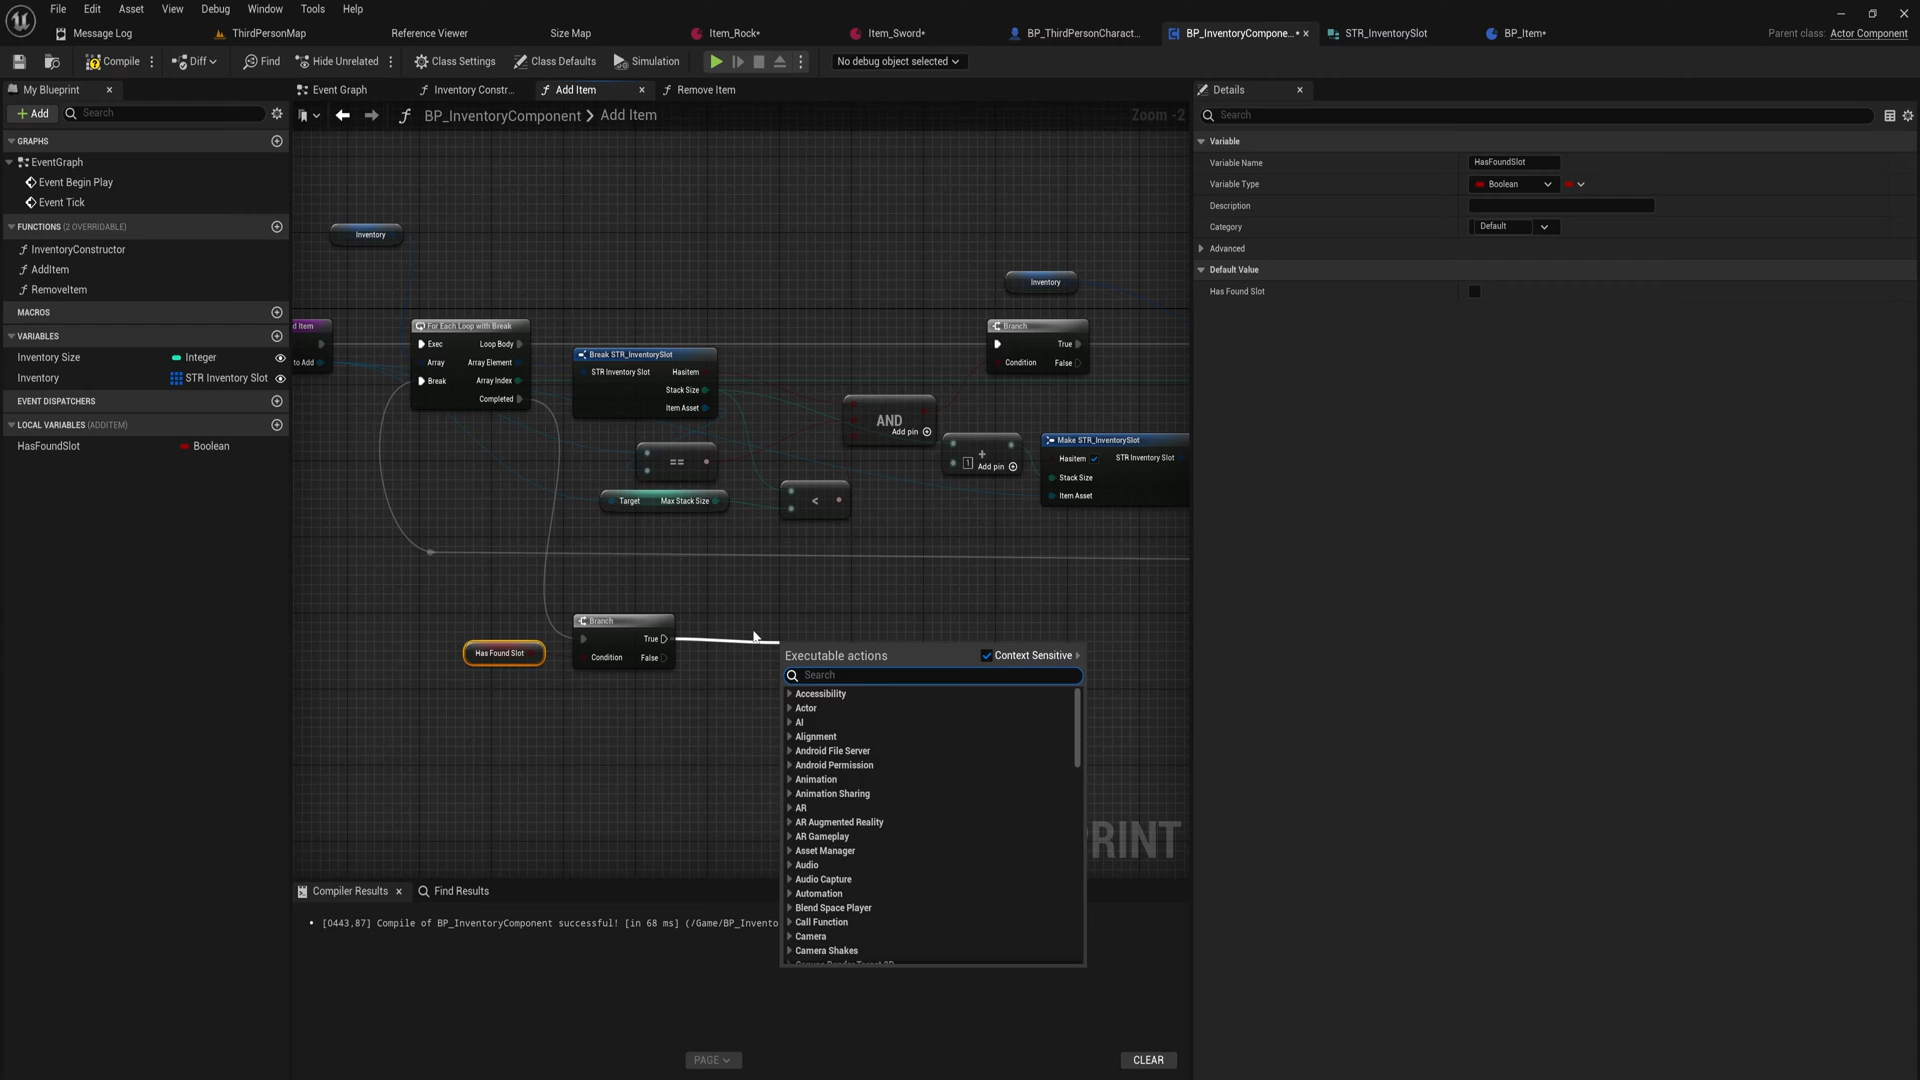 File Edit Asset View Debug Window Tools Help
Message Log ThirdPersonMap Reference Viewer Size Map Item_Rock* Item_Sword* BP_ThirdPersonCharact... BP_InventoryCompone...* STR_InventorySlot BP_Item* Parent class: Actor Component
Compile Diff Find Hide Unrelated Class Settings Class Defaults Simulation No debug object selected
My Blueprint
Add Search
GRAPHS
EventGraph
Event Begin Play
Event Tick
FUNCTIONS (2 OVERRIDABLE)
InventoryConstructor
AddItem
RemoveItem
MACROS
VARIABLES
Inventory Size Integer
Inventory STR Inventory Slot
EVENT DISPATCHERS
LOCAL VARIABLES (ADDITEM)
HasFoundSlot Boolean
Event Graph Inventory Constr... Add Item Remove Item
BP_InventoryComponent > Add Item
Zoom -2
Inventory
Inventory
d Item
to Add
For Each Loop with Break
Exec Loop Body
Array Array Element
Break Array Index
Completed
Break STR_InventorySlot
STR Inventory Slot Hasitem
Stack Size
Item Asset
==
Target Max Stack Size
<
AND
Add pin
+
1 Add pin
Branch
True
Condition False
Make STR_InventorySlot
Hasitem STR Inventory Slot
Stack Size
Item Asset
Has Found Slot
Branch
True
Condition False
Executable actions Context Sensitive
Search
Accessibility
Actor
AI
Alignment
Android File Server
Android Permission
Animation
Animation Sharing
AR
AR Augmented Reality
AR Gameplay
Asset Manager
Audio
Audio Capture
Automation
Blend Space Player
Call Function
Camera
Camera Shakes
Canvas Render Target 2D
PRINT
Compiler Results Find Results
[0443,87] Compile of BP_InventoryComponent successful! [in 68 ms] (/Game/BP_Invento
PAGE CLEAR
Details
Search
Variable
Variable Name HasFoundSlot
Variable Type Boolean
Description
Category Default
Advanced
Default Value
Has Found Slot